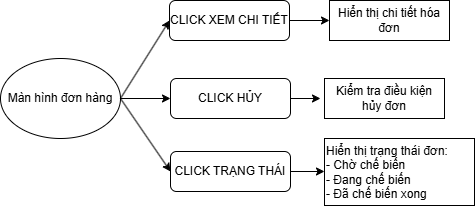 Màn hình đơn hàng
CLICK XEM CHI TIẾT
Hiển thị chi tiết hóa
đơn
CLICK HỦY
Kiểm tra điều kiện
hủy đơn
CLICK TRẠNG THÁI
Hiển thị trạng thái đơn:
- Chờ chế biến
- Đang chế biến
- Đã chế biến xong